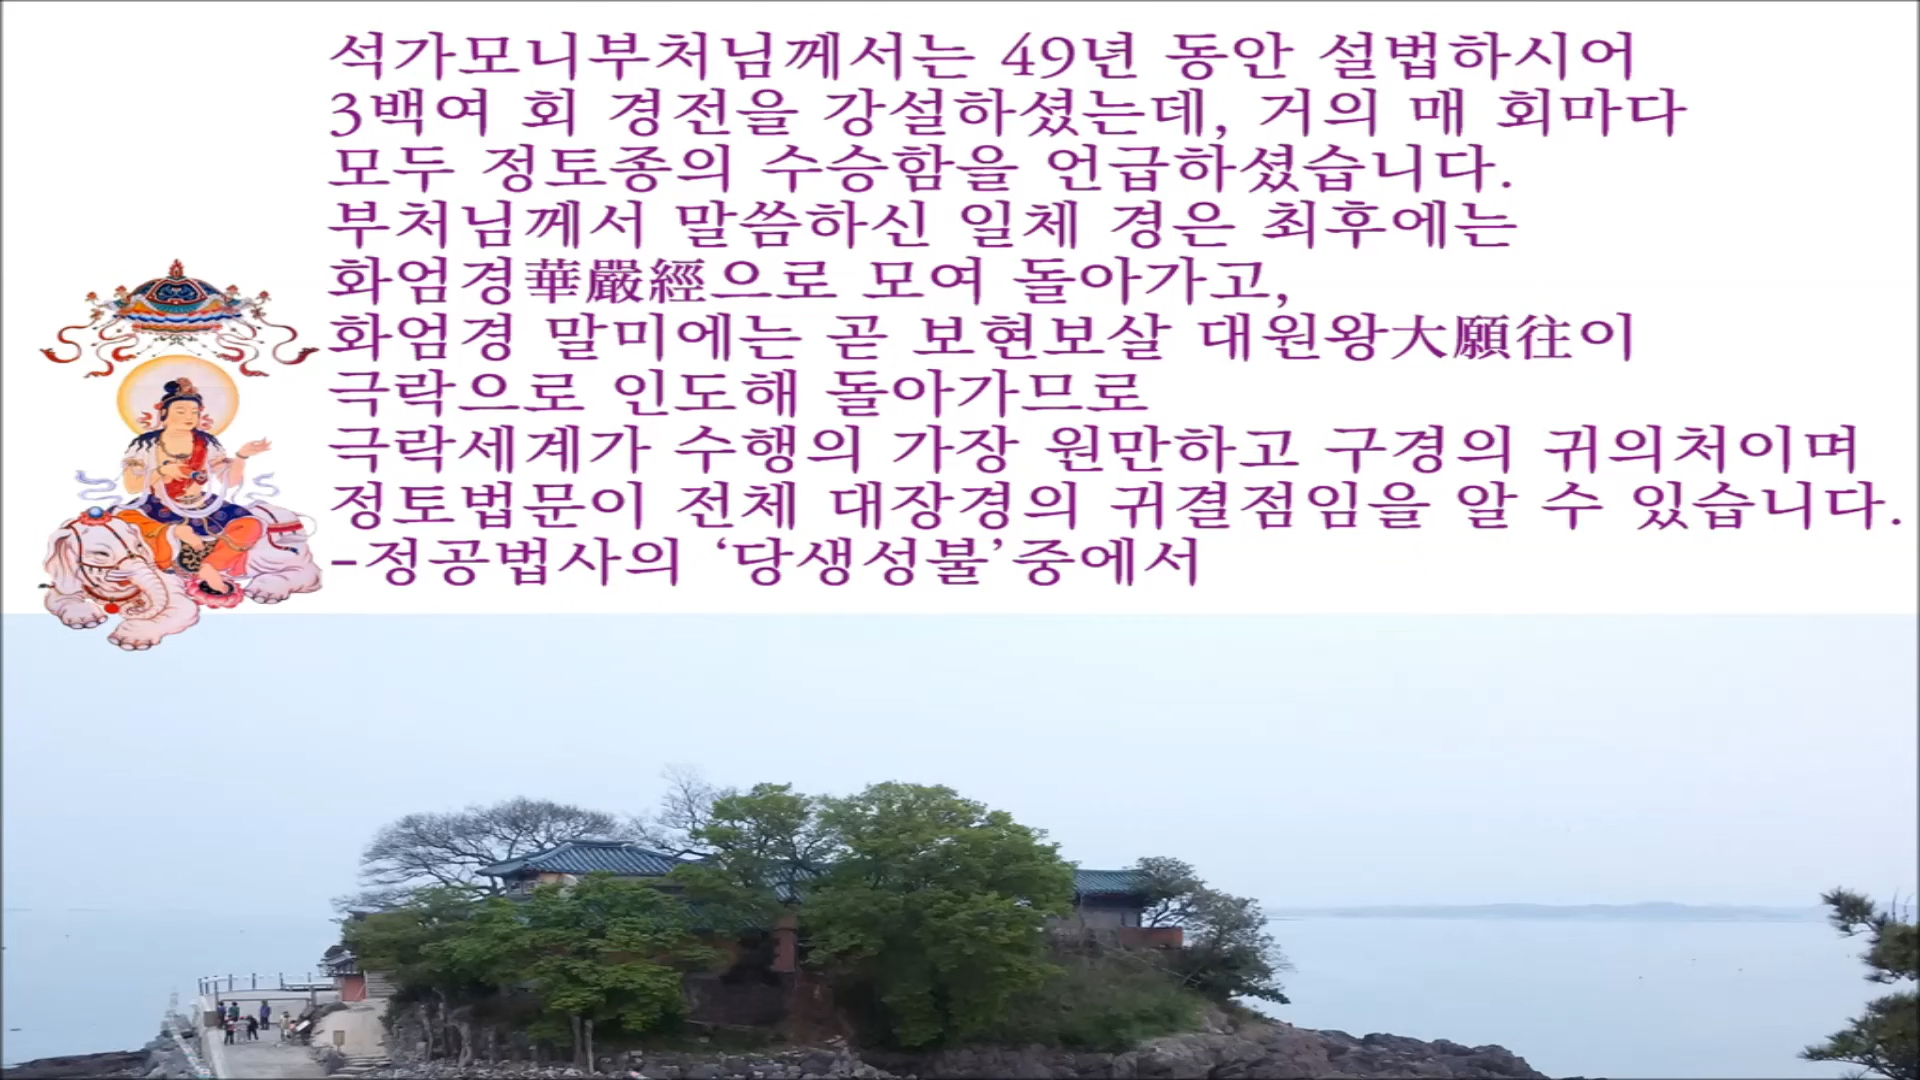 석가모니부처님께서는 49년 동안 설법하시어
3백여 회 경전을 강설하셨는데, 거의 매 회마다
모두 정토종의 수승함을 언급하셨습니다.
부처님께서 말씀하신 일체 경은 최후에는
화엄경華嚴經으로 모여 돌아가고,
화엄경 말미에는 곧 보현보살 대원왕大願往이
극락으로 인도해 돌아가므로
극락세계가 수행의 가장 원만하고 구경의 귀의처이며
정토법문이 전체 대장경의 귀결점임을 알 수 있습니다.
-정공법사의 ‘당생성불’중에서